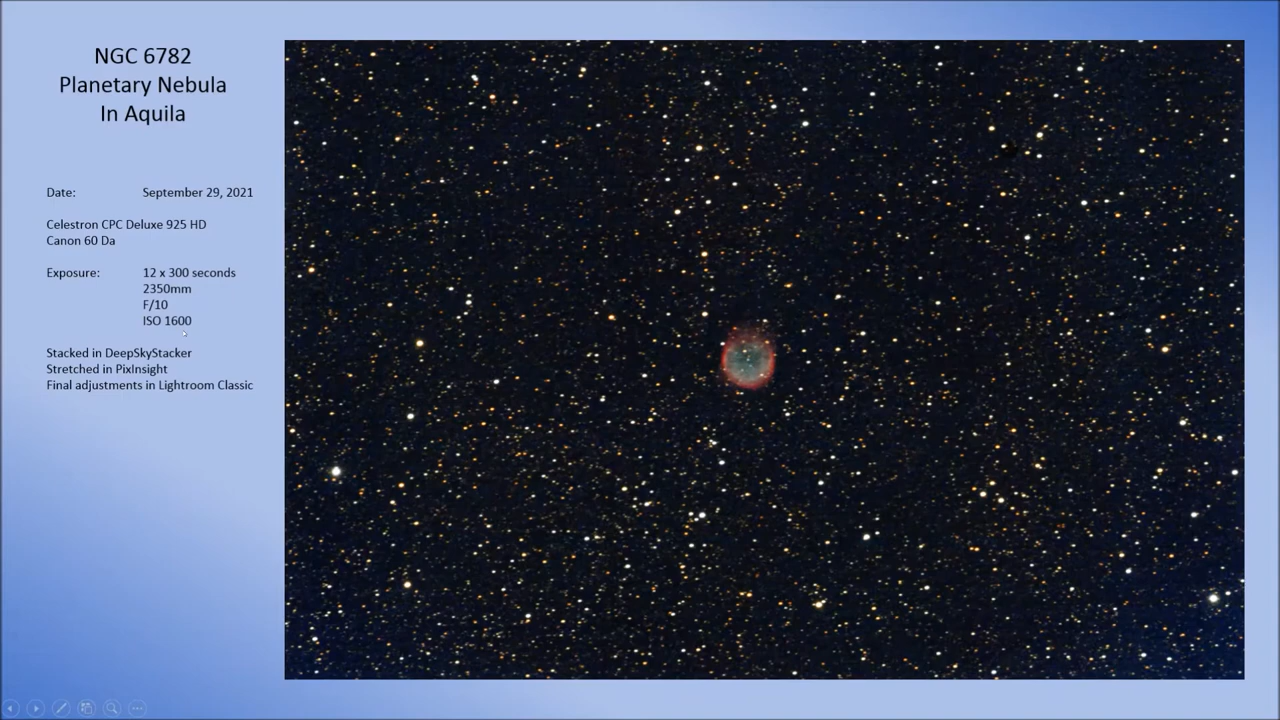 NGC 6782
Planetary Nebula
In Aquila
Date: September 29, 2021
Celestron CPC Deluxe 925 HD
Canon 60 Da
Exposure: 12 x 300 seconds
2350mm
F/10
ISO 1600
Stacked in DeepSkyStacker
Stretched in PixInsight
Final adjustments in Lightroom Classic